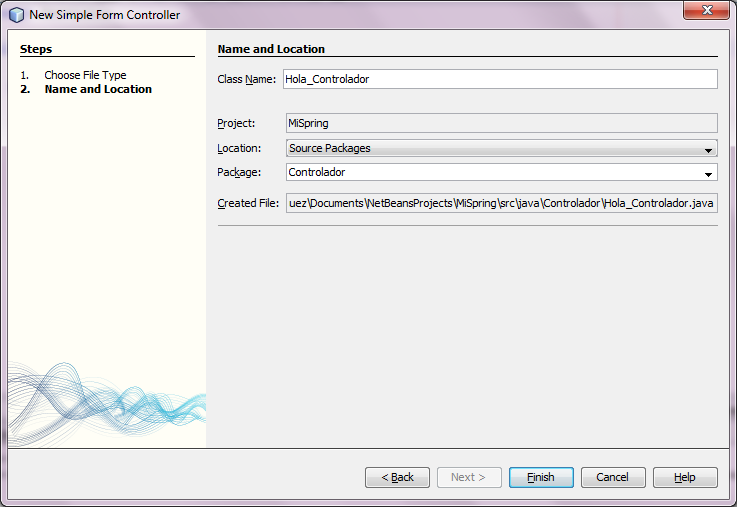 New Simple Form Controller
Steps
1. Choose File Type
2. Name and Location
Name and Location
Class Name: Hola_Controlador
Project: MiSpring
Location: Source Packages
Package: Controlador
Created File: uez\Documents\NetBeansProjects\MiSpring\src\java\Controlador\Hola_Controlador.java
< Back Next > Finish Cancel Help